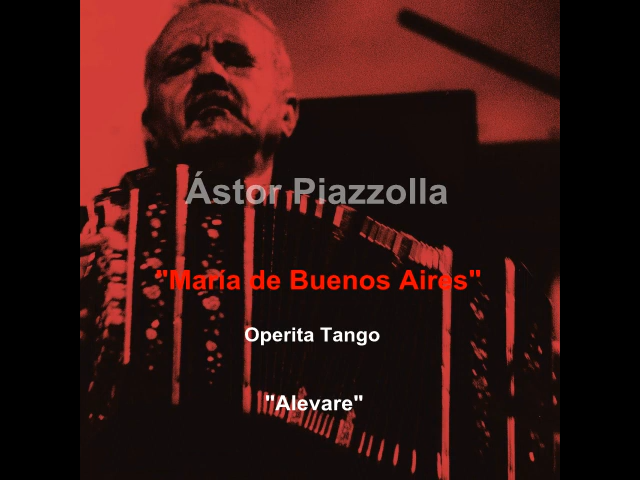 Ástor Piazzolla
"María de Buenos Aires"
Operita Tango
"Alevare"